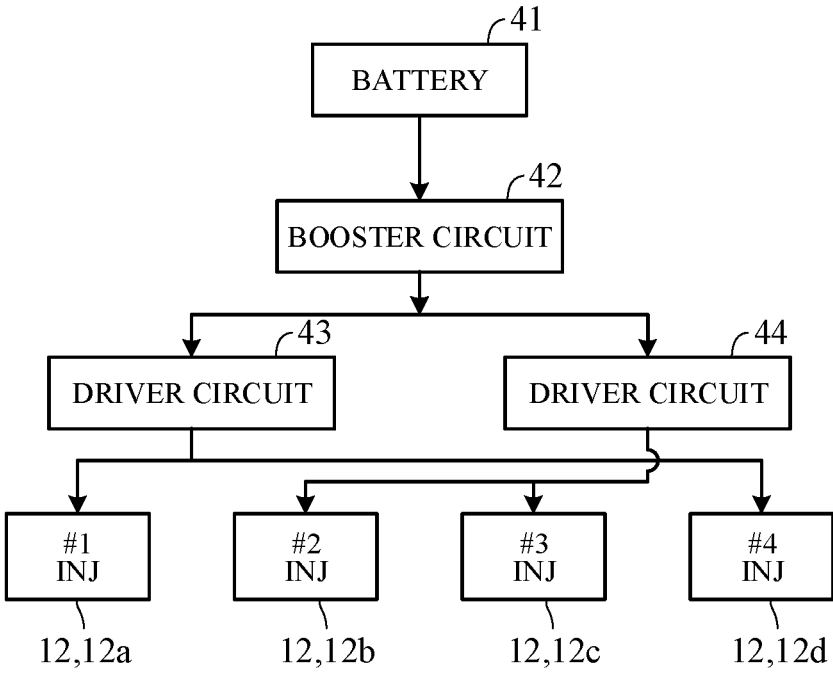 41
BATTERY
42
BOOSTER CIRCUIT
43
44
DRIVER CIRCUIT
DRIVER CIRCUIT
#1
INJ
#2
INJ
#3
INJ
#4
INJ
12,12a
12,12b
12,12c
12,12d